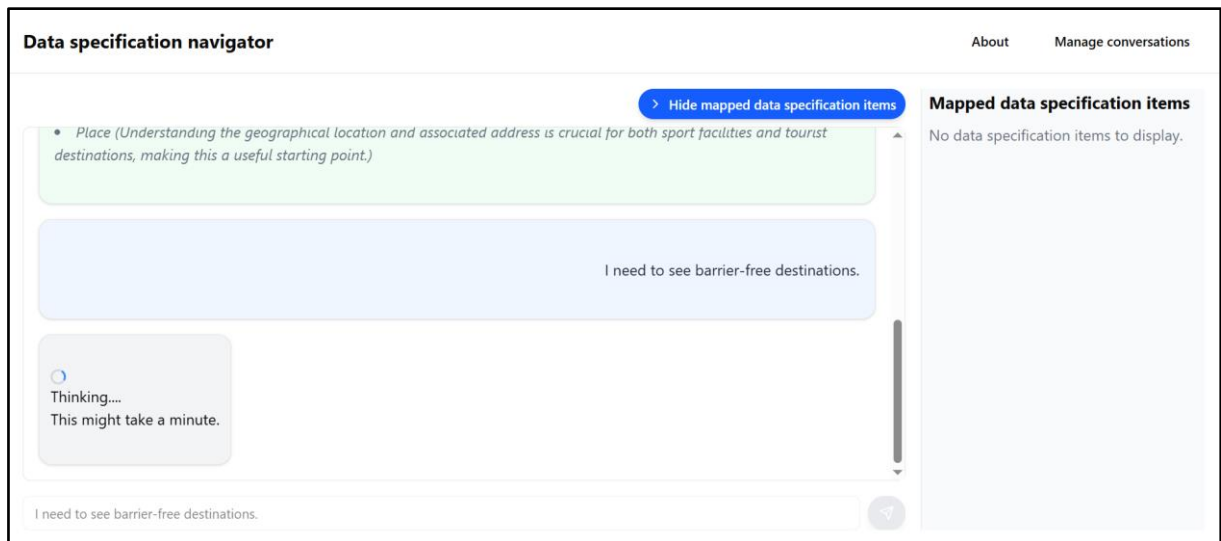 Data specification navigator
About
Manage conversations
Hide mapped data specification items
• Place (Understanding the geographical location and associated address is crucial for both sport facilities and tourist
destinations, making this a useful starting point.)
I need to see barrier-free destinations.
Thinking....
This might take a minute.
I need to see barrier-free destinations.
Mapped data specification items
No data specification items to display.